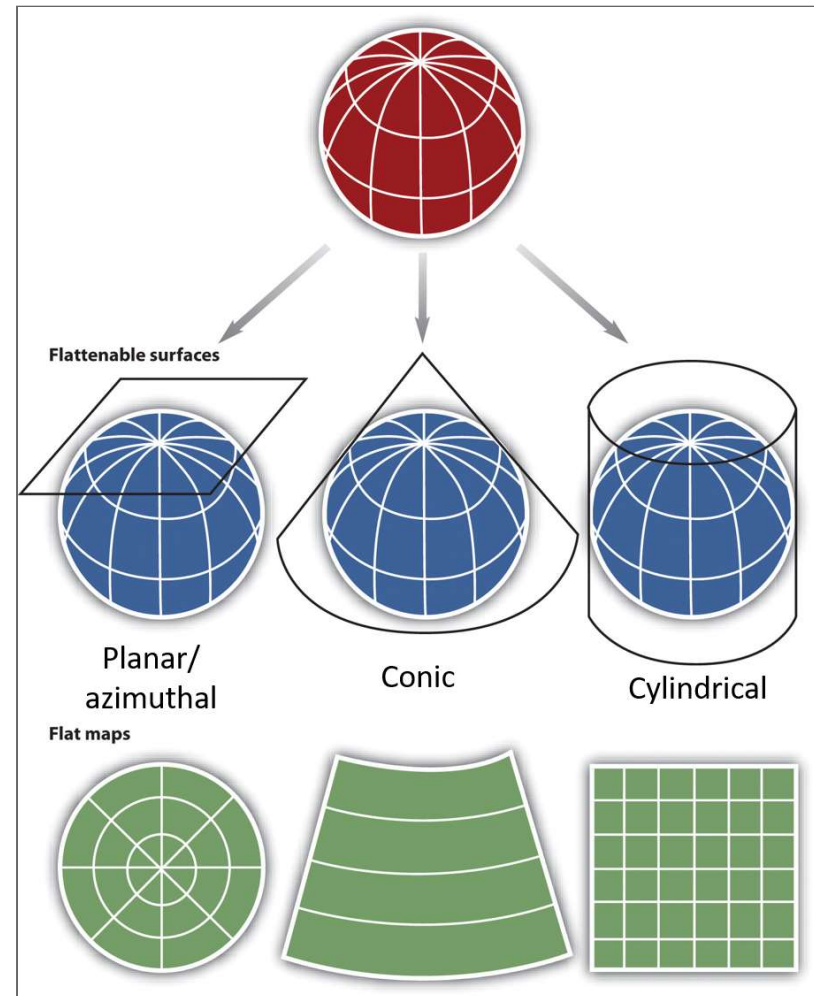 Flattenable surfaces
Planar/
azimuthal
Conic
Cylindrical
Flat maps